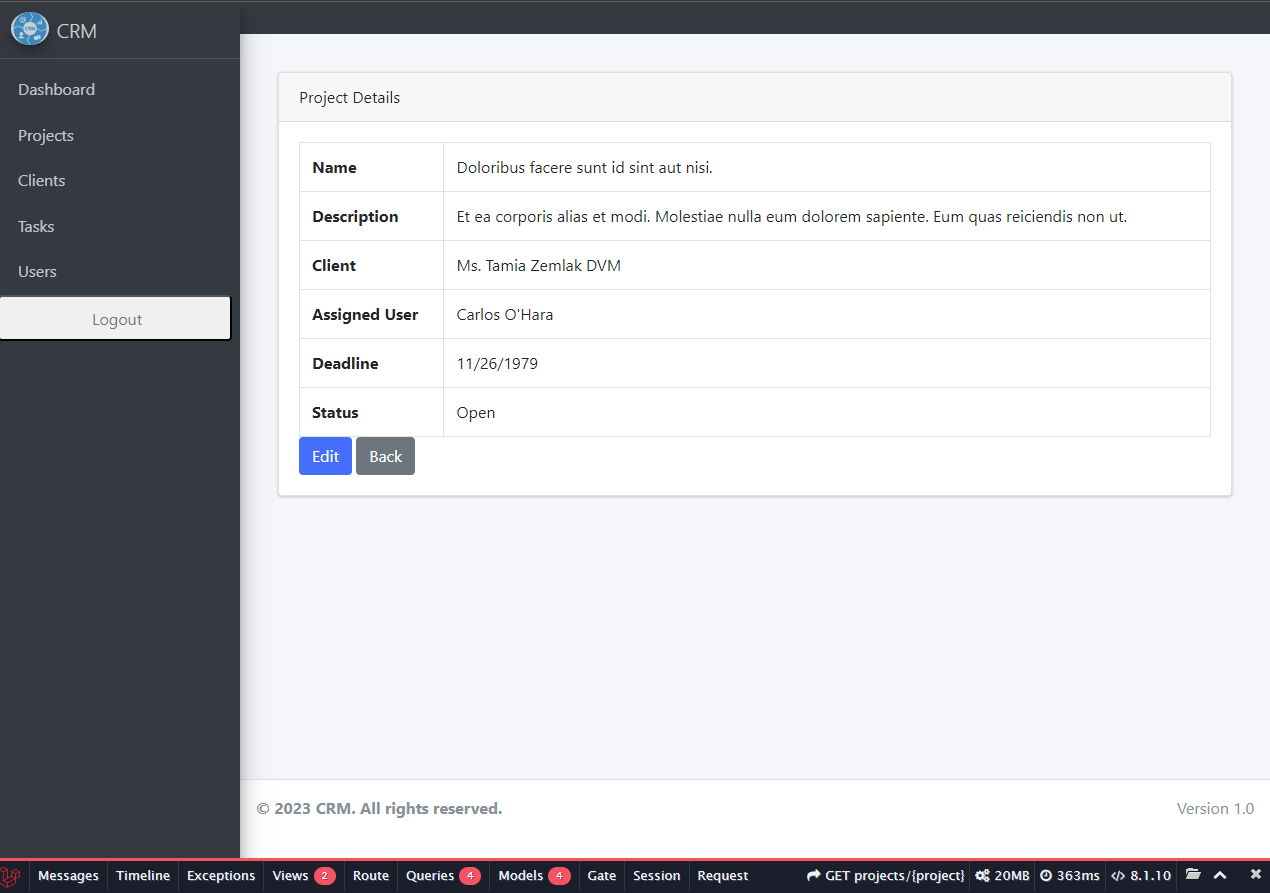 CRM
Dashboard
Projects
Clients
Tasks
Users
Logout
Project Details
Name Doloribus facere sunt id sint aut nisi.
Description Et ea corporis alias et modi. Molestiae nulla eum dolorem sapiente. Eum quas reiciendis non ut.
Client Ms. Tamia Zemlak DVM
Assigned User Carlos O'Hara
Deadline 11/26/1979
Status Open
Edit Back
© 2023 CRM. All rights reserved. Version 1.0
Messages Timeline Exceptions Views 2 Route Queries 4 Models 4 Gate Session Request GET projects/{project} 20MB 363ms 8.1.10